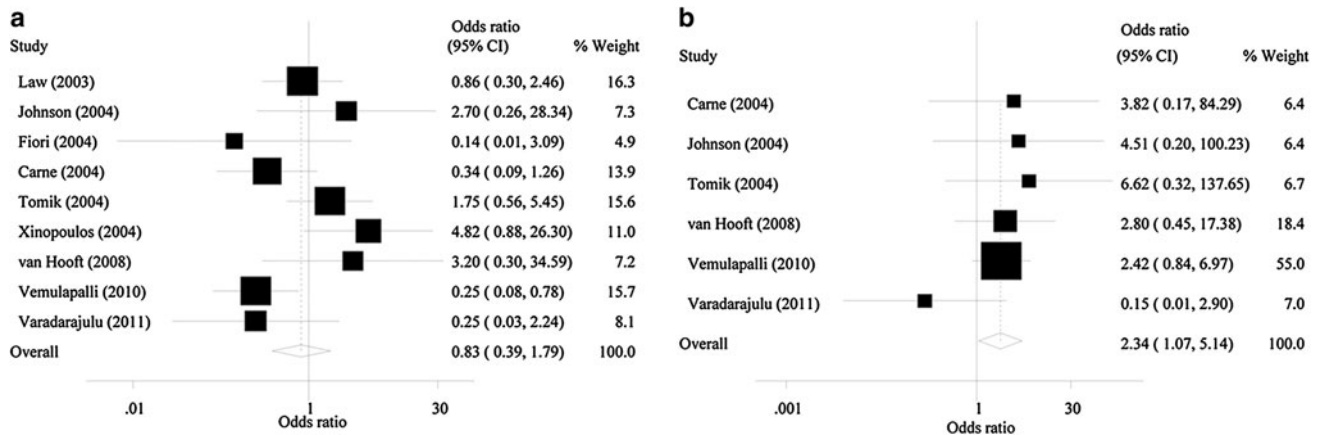 a
Study
Odds ratio
(95% CI)
% Weight
Law (2003) 0.86 ( 0.30, 2.46) 16.3
Johnson (2004) 2.70 ( 0.26, 28.34) 7.3
Fiori (2004) 0.14 ( 0.01, 3.09) 4.9
Carne (2004) 0.34 ( 0.09, 1.26) 13.9
Tomik (2004) 1.75 ( 0.56, 5.45) 15.6
Xinopoulos (2004) 4.82 ( 0.88, 26.30) 11.0
van Hooft (2008) 3.20 ( 0.30, 34.59) 7.2
Vemulapalli (2010) 0.25 ( 0.08, 0.78) 15.7
Varadarajulu (2011) 0.25 ( 0.03, 2.24) 8.1
Overall 0.83 ( 0.39, 1.79) 100.0
.01 1 30
Odds ratio
b
Study
Odds ratio
(95% CI)
% Weight
Carne (2004) 3.82 ( 0.17, 84.29) 6.4
Johnson (2004) 4.51 ( 0.20, 100.23) 6.4
Tomik (2004) 6.62 ( 0.32, 137.65) 6.7
van Hooft (2008) 2.80 ( 0.45, 17.38) 18.4
Vemulapalli (2010) 2.42 ( 0.84, 6.97) 55.0
Varadarajulu (2011) 0.15 ( 0.01, 2.90) 7.0
Overall 2.34 ( 1.07, 5.14) 100.0
.001 1 30
Odds ratio